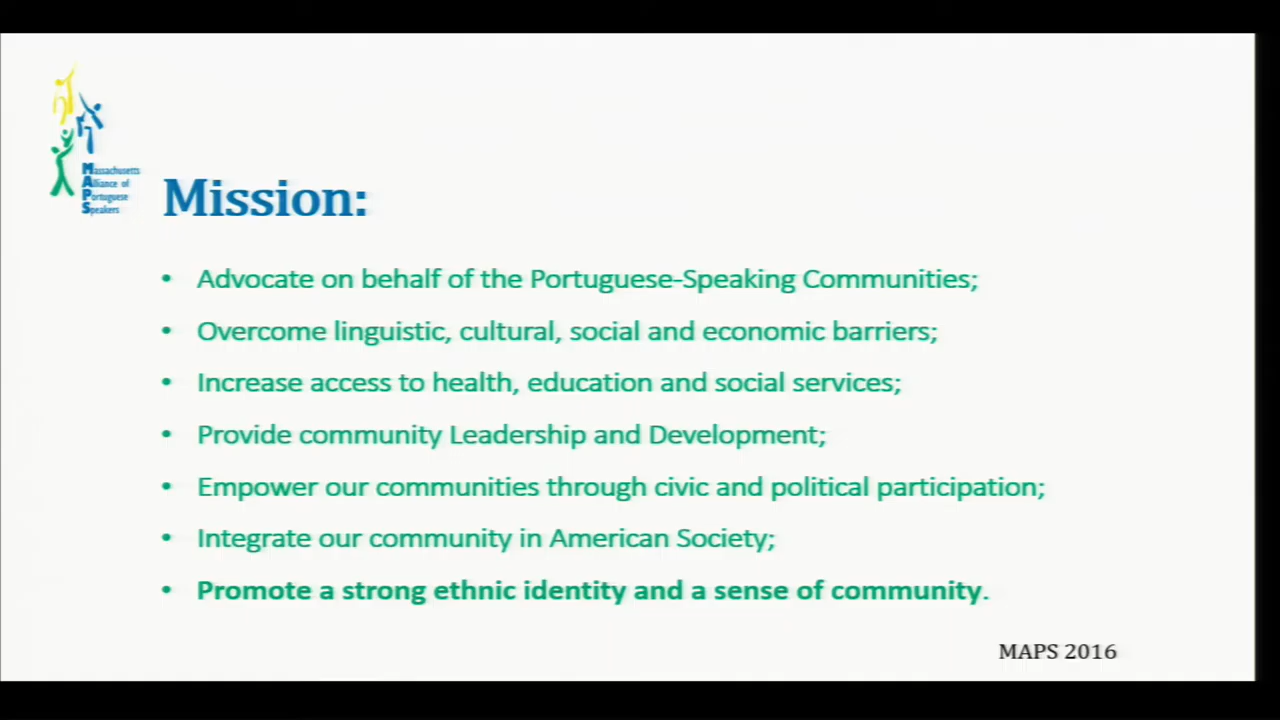 Massachusetts
Alliance of
Portuguese
Speakers
Mission:
• Advocate on behalf of the Portuguese-Speaking Communities;
• Overcome linguistic, cultural, social and economic barriers;
• Increase access to health, education and social services;
• Provide community Leadership and Development;
• Empower our communities through civic and political participation;
• Integrate our community in American Society;
• Promote a strong ethnic identity and a sense of community.
MAPS 2016